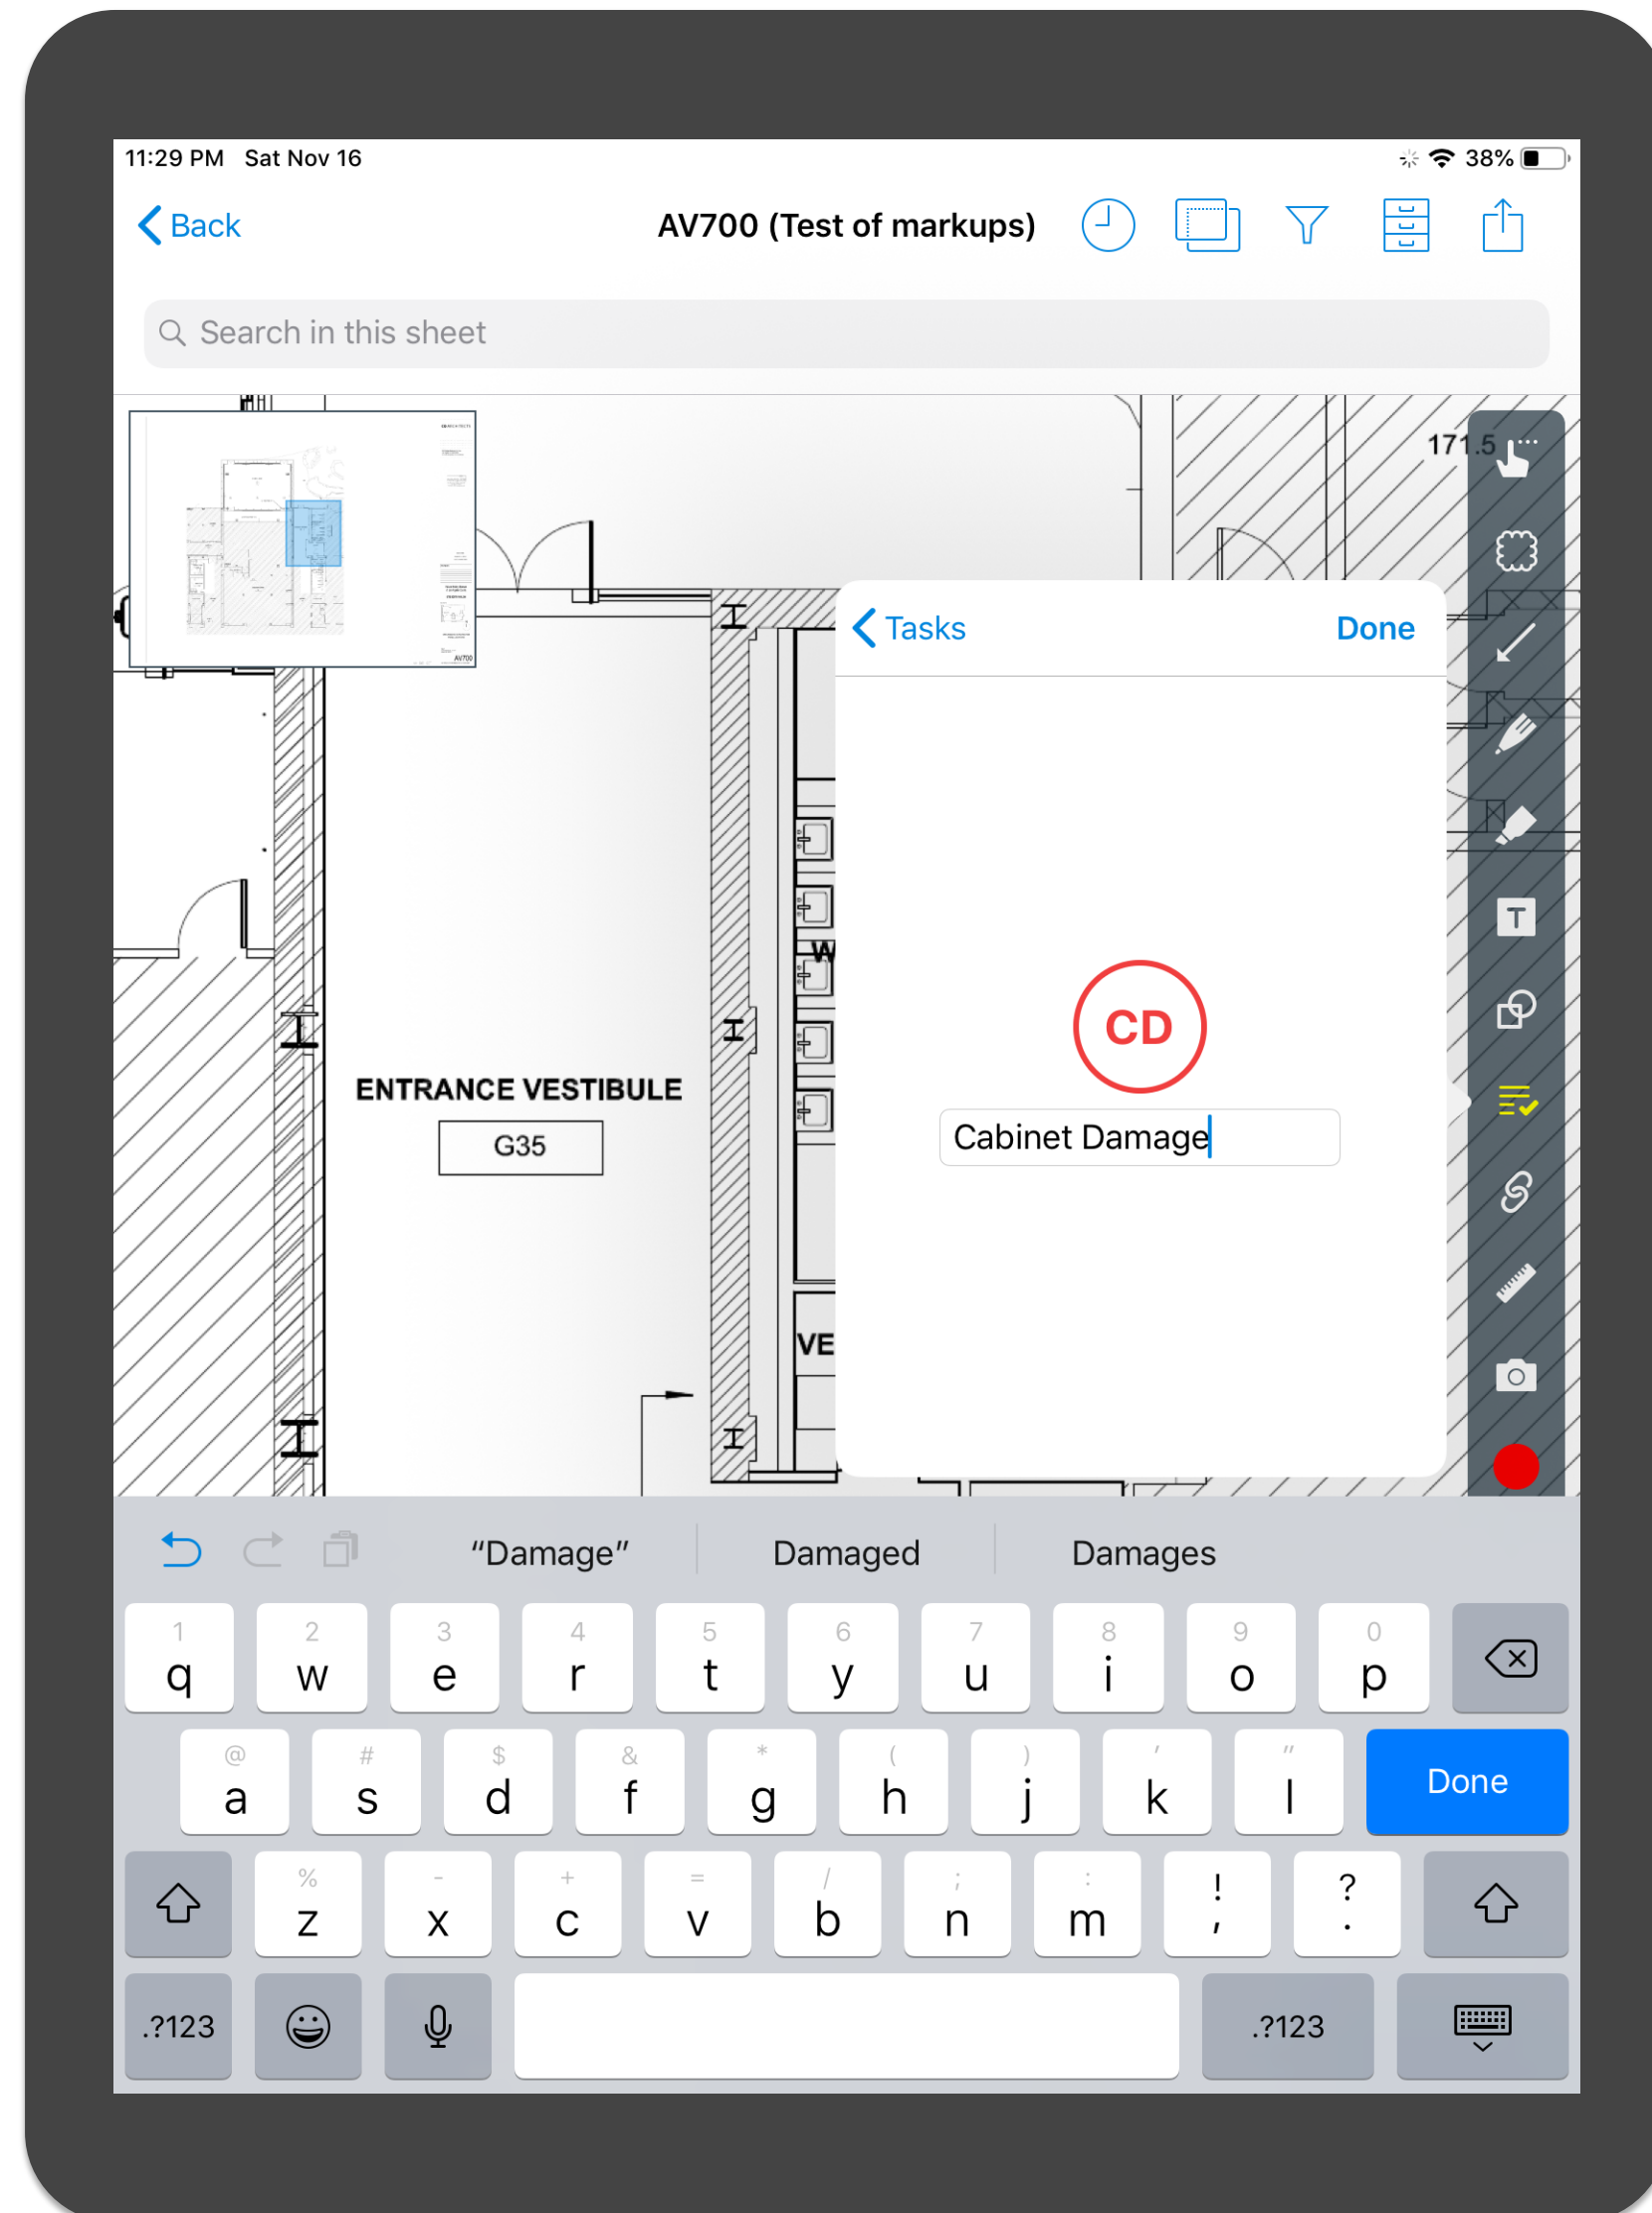 11:29 PM Sat Nov 16
38%
Back
AV700 (Test of markups)
Search in this sheet
171.5
AV700
Tasks
Done
CD
Cabinet Damage
W
ENTRANCE VESTIBULE
G35
VE
T
"Damage"
Damaged
Damages
1 2 3 4 5 6 7 8 9 0
q w e r t y u i o p
@ # $ & * ( ) ' "
a s d f g h j k l
Done
% - + = / ; : ! ?
z x c v b n m , .
.?123
.?123